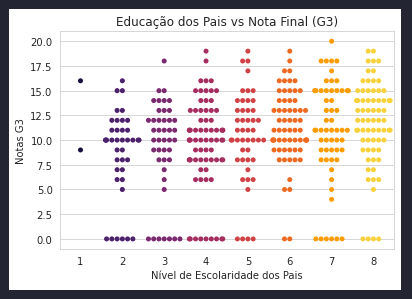 Educação dos Pais vs Nota Final (G3)
Notas G3
20.0
17.5
15.0
12.5
10.0
7.5
5.0
2.5
0.0
1 2 3 4 5 6 7 8
Nível de Escolaridade dos Pais